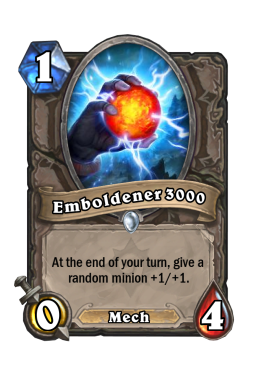 1
Emboldener 3000
At the end of your turn, give a
random minion +1/+1.
0
Mech
4